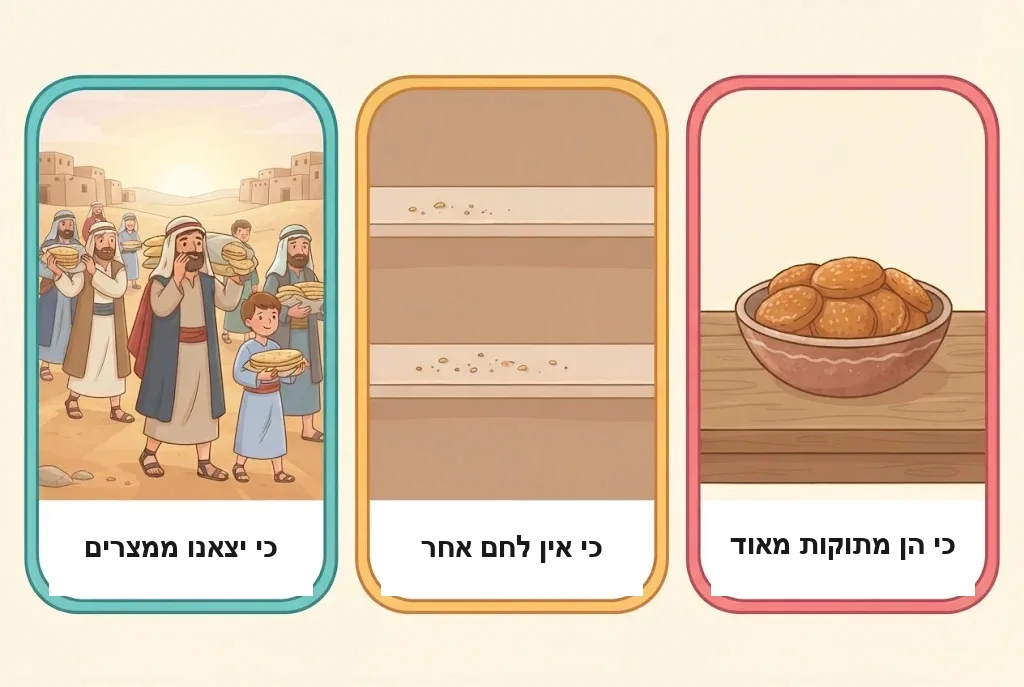 כי הן מתוקות מאוד
כי אין לחם אחר
כי יצאנו ממצרים